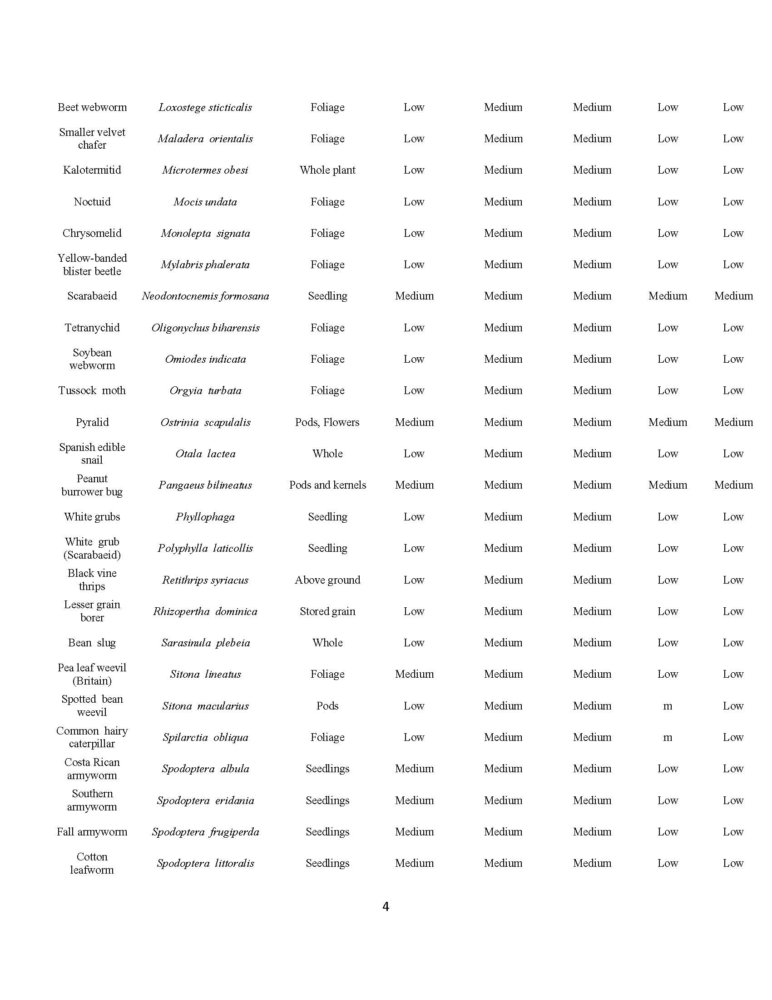 Beet webworm Loxostege sticticalis Foliage Low Medium Medium Low Low
Smaller velvet
chafer Maladera orientalis Foliage Low Medium Medium Low Low
Kalotermitid Microtermes obesi Whole plant Low Medium Medium Low Low
Noctuid Mocis undata Foliage Low Medium Medium Low Low
Chrysomelid Monolepta signata Foliage Low Medium Medium Low Low
Yellow-banded
blister beetle Mylabris phalerata Foliage Low Medium Medium Low Low
Scarabaeid Neodontocnemis formosana Seedling Medium Medium Medium Medium Medium
Tetranychid Oligonychus biharensis Foliage Low Medium Medium Low Low
Soybean
webworm Omiodes indicata Foliage Low Medium Medium Low Low
Tussock moth Orgyia turbata Foliage Low Medium Medium Low Low
Pyralid Ostrinia scapulalis Pods, Flowers Medium Medium Medium Medium Medium
Spanish edible
snail Otala lactea Whole Low Medium Medium Low Low
Peanut
burrower bug Pangaeus bilineatus Pods and kernels Medium Medium Medium Medium Medium
White grubs Phyllophaga Seedling Low Medium Medium Low Low
White grub
(Scarabaeid) Polyphylla laticollis Seedling Low Medium Medium Low Low
Black vine
thrips Retithrips syriacus Above ground Low Medium Medium Low Low
Lesser grain
borer Rhizopertha dominica Stored grain Low Medium Medium Low Low
Bean slug Sarasinula plebeia Whole Low Medium Medium Low Low
Pea leaf weevil
(Britain) Sitona lineatus Foliage Medium Medium Medium Low Low
Spotted bean
weevil Sitona macularius Pods Low Medium Medium m Low
Common hairy
caterpillar Spilarctia obliqua Foliage Low Medium Medium m Low
Costa Rican
armyworm Spodoptera albula Seedlings Medium Medium Medium Low Low
Southern
armyworm Spodoptera eridania Seedlings Medium Medium Medium Low Low
Fall armyworm Spodoptera frugiperda Seedlings Medium Medium Medium Low Low
Cotton
leafworm Spodoptera littoralis Seedlings Medium Medium Medium Low Low
4